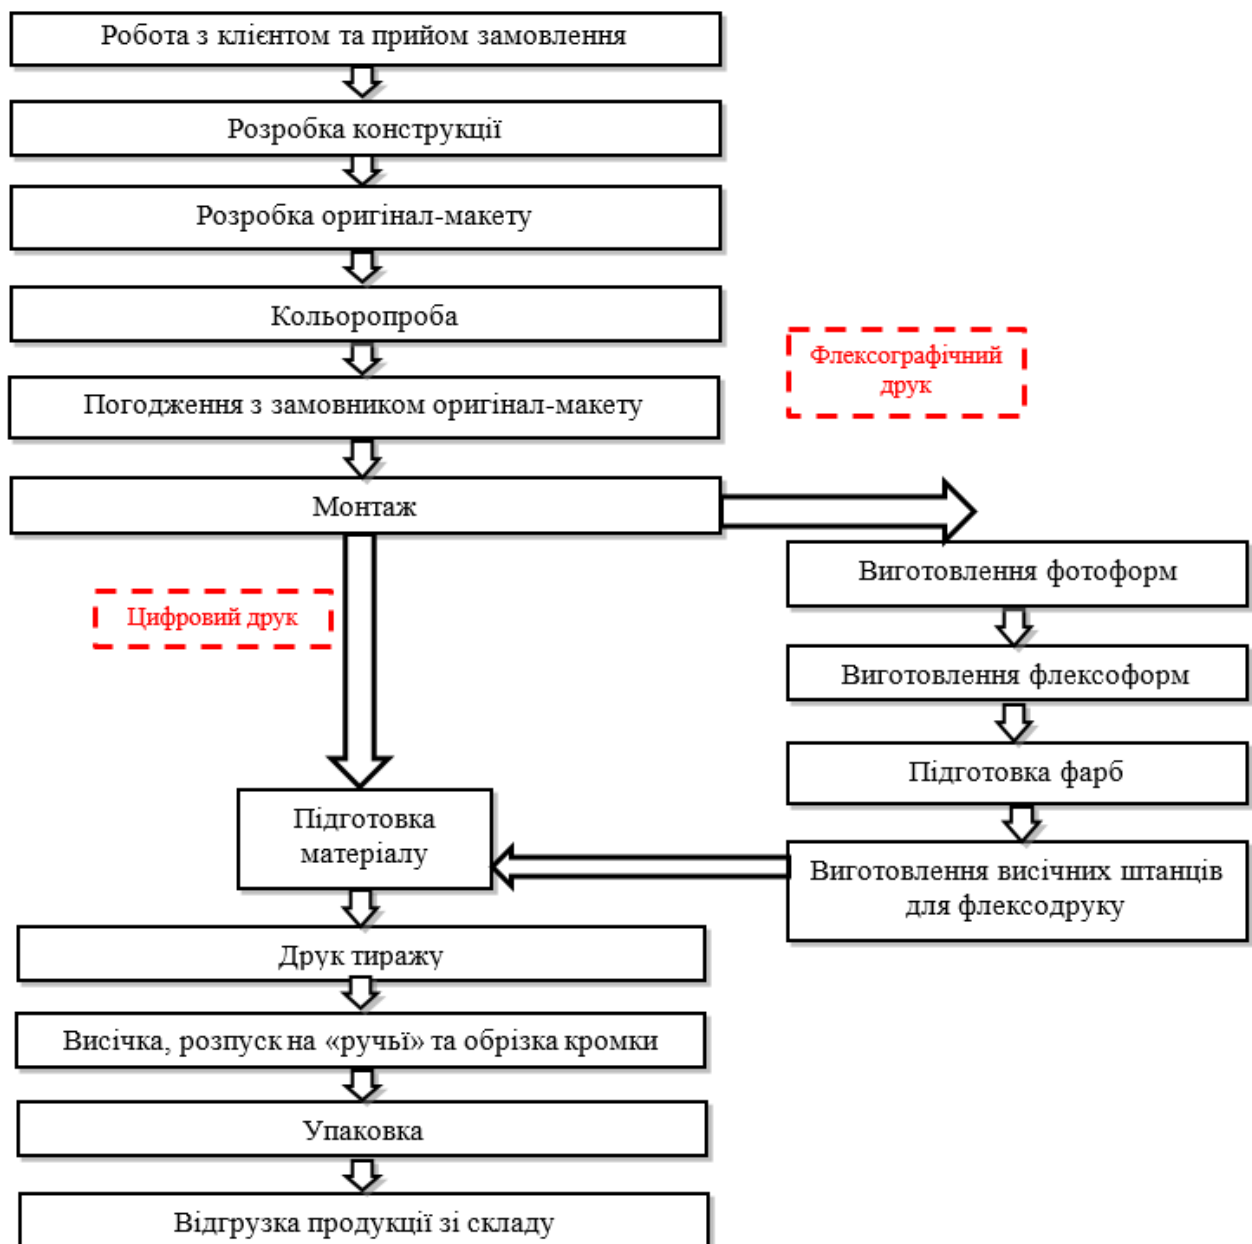 Робота з клієнтом та прийом замовлення
Розробка конструкції
Розробка оригінал-макету
Кольоропроба
Погодження з замовником оригінал-макету
Монтаж
Флексографічний
друк
Цифровий друк
Виготовлення фотоформ
Виготовлення флексоформ
Підготовка фарб
Виготовлення висічних штанців
для флексодруку
Підготовка
матеріалу
Друк тиражу
Висічка, розпуск на «ручьї» та обрізка кромки
Упаковка
Відгрузка продукції зі складу